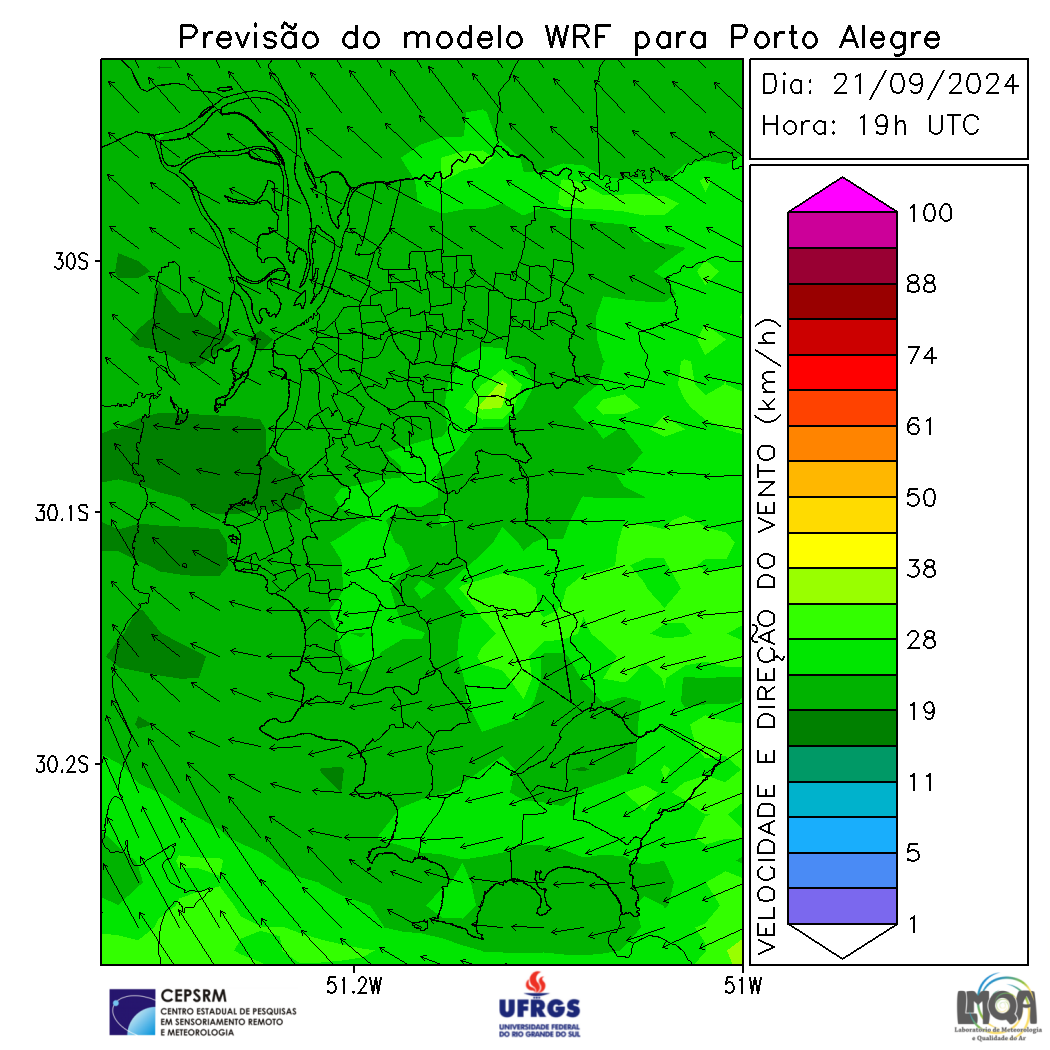 Previsão do modelo WRF para Porto Alegre
Dia: 21/09/2024
Hora: 19h UTC
30S
30.1S
30.2S
51.2W
51W
VELOCIDADE E DIREÇÃO DO VENTO (km/h)
100
88
74
61
50
38
28
19
11
5
1
CEPSRM
CENTRO ESTADUAL DE PESQUISAS
EM SENSORIAMENTO REMOTO
E METEOROLOGIA
UFRGS
UNIVERSIDADE FEDERAL
DO RIO GRANDE DO SUL
LMQA
Laboratório de Meteorologia
e Qualidade do Ar